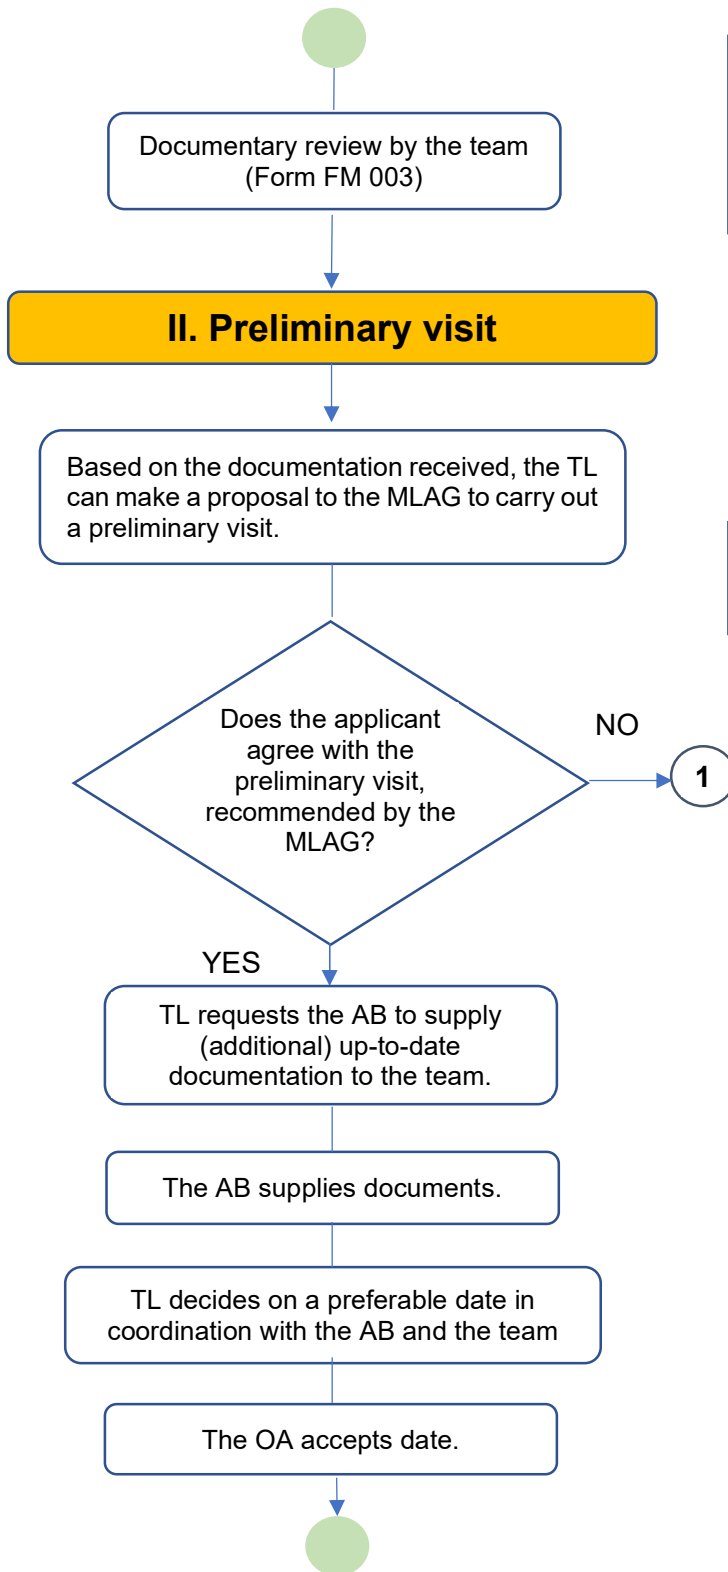 Documentary review by the team
(Form FM 003)
II. Preliminary visit
Based on the documentation received, the TL
can make a proposal to the MLAG to carry out
a preliminary visit.
Does the applicant
agree with the
preliminary visit,
recommended by the
MLAG?
NO
1
YES
TL requests the AB to supply
(additional) up-to-date
documentation to the team.
The AB supplies documents.
TL decides on a preferable date in
coordination with the AB and the team
The OA accepts date.